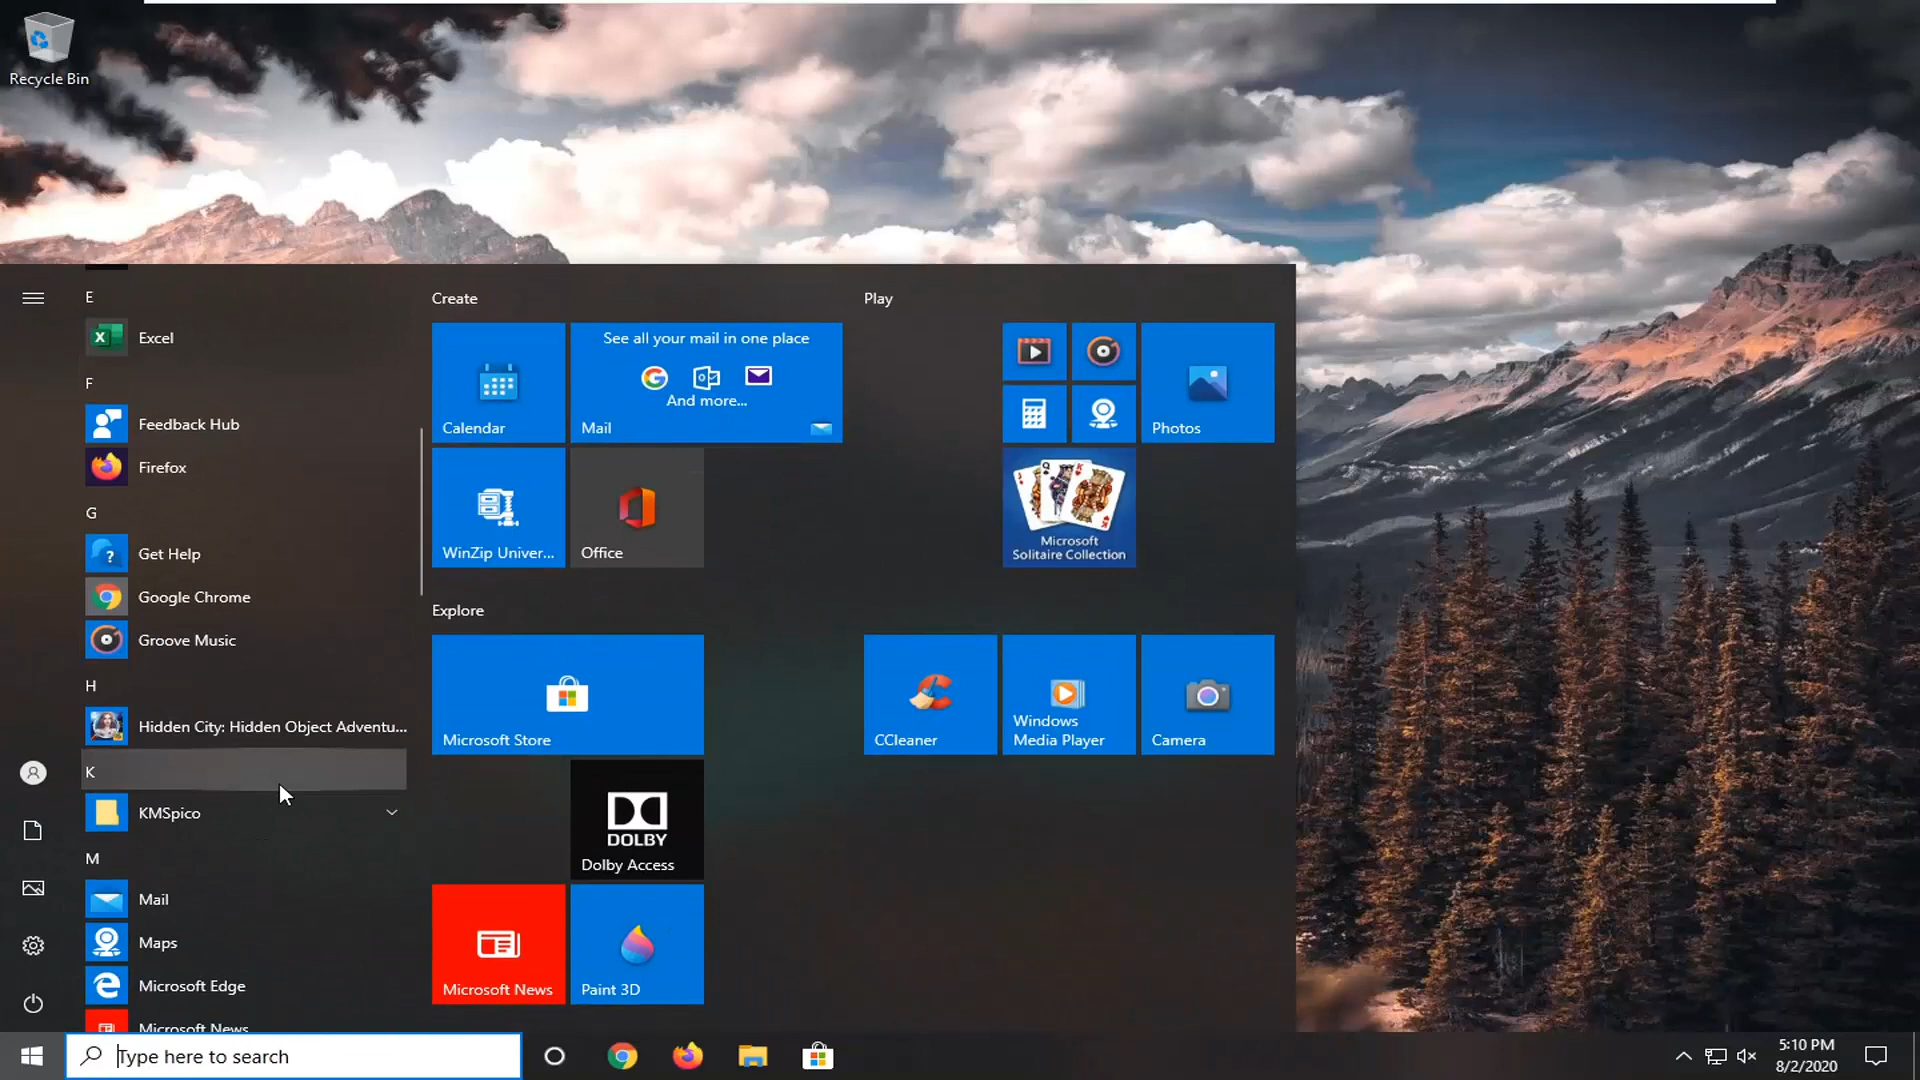 Recycle Bin
E
Excel
F
Feedback Hub
Firefox
G
Get Help
Google Chrome
Groove Music
H
Hidden City: Hidden Object Adventu...
K
KMSpico
M
Mail
Maps
Microsoft Edge
Microsoft News
Create
Calendar
See all your mail in one place
And more...
Mail
WinZip Univer...
Office
Explore
Microsoft Store
DOLBY
Dolby Access
Microsoft News
Paint 3D
Play
Photos
Microsoft
Solitaire Collection
CCleaner
Windows
Media Player
Camera
Type here to search
5:10 PM
8/2/2020